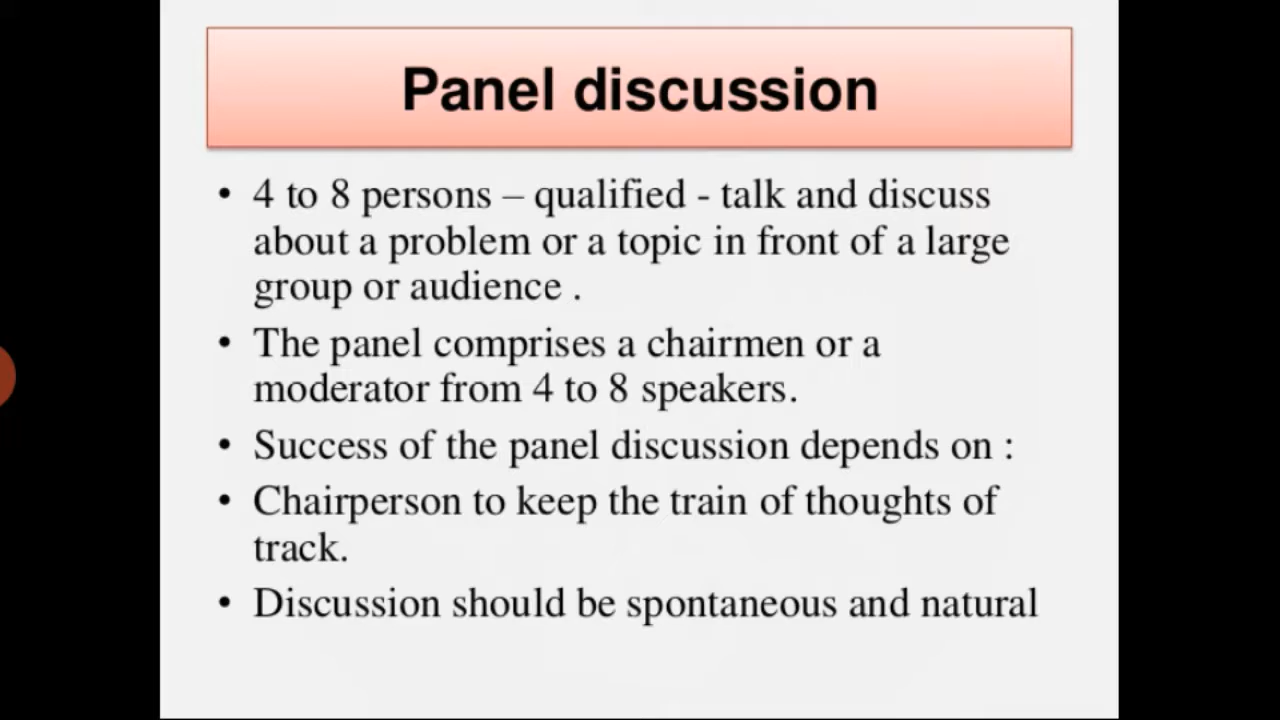 Panel discussion
• 4 to 8 persons – qualified - talk and discuss
about a problem or a topic in front of a large
group or audience .
• The panel comprises a chairmen or a
moderator from 4 to 8 speakers.
• Success of the panel discussion depends on :
• Chairperson to keep the train of thoughts of
track.
• Discussion should be spontaneous and natural